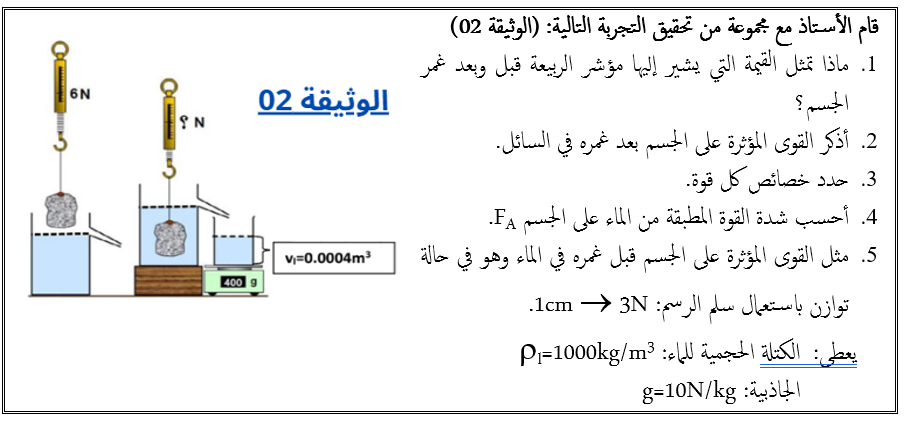 قام الأستاذ مع مجموعة من تحقيق التجربة التالية: (الوثيقة 02)
1. ماذا تمثل القيمة التي يشير إليها مؤشر الربيعة قبل وبعد غمر
الجسم؟
2. أذكر القوى المؤثرة على الجسم بعد غمره في السائل.
3. حدد خصائص كل قوة.
4. أحسب شدة القوة المطبقة من الماء على الجسم FA.
5. مثل القوى المؤثرة على الجسم قبل غمره في الماء وهو في حالة
توازن باستعمال سلم الرسم: 1cm → 3N.
يعطى: الكتلة الحجمية للماء: ρl=1000kg/m³
الجاذبية: g=10N/kg
الوثيقة 02
6N
؟ N
vl=0.0004m³
400 g